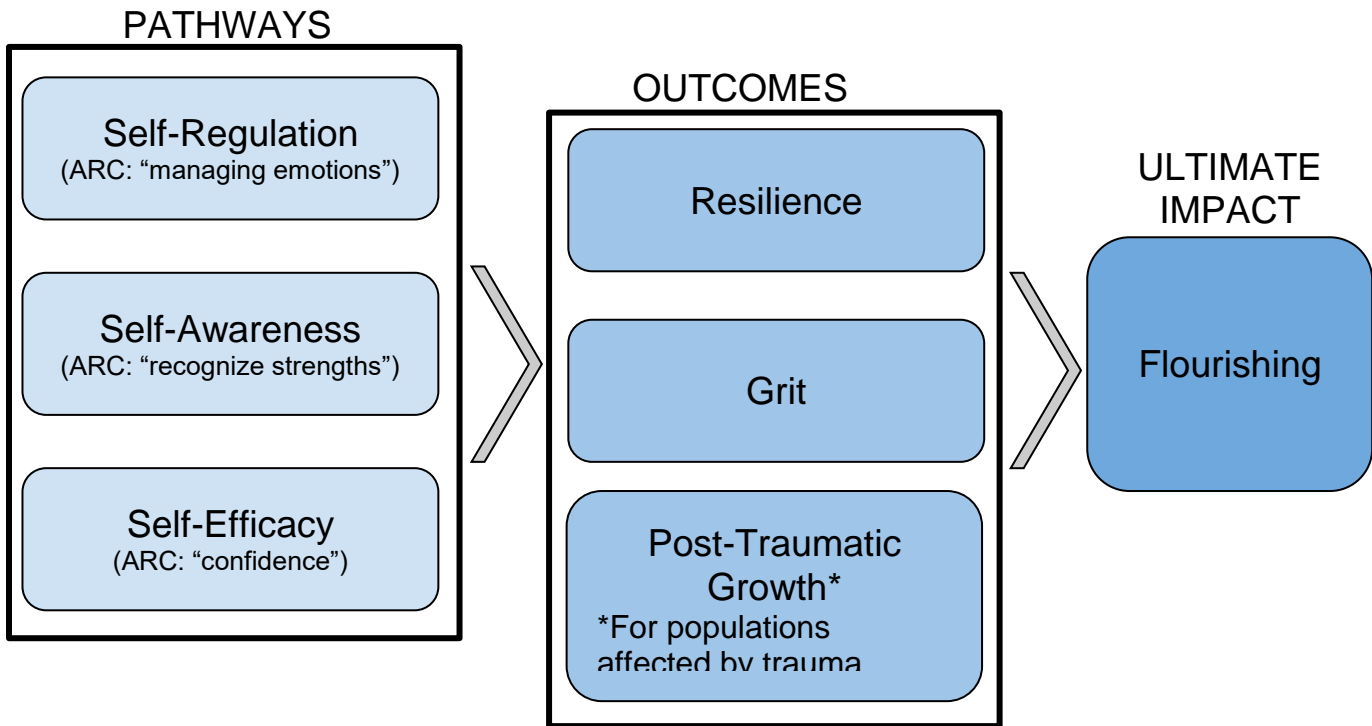 PATHWAYS
Self-Regulation
(ARC: “managing emotions”)
Self-Awareness
(ARC: “recognize strengths”)
Self-Efficacy
(ARC: “confidence”)
OUTCOMES
Resilience
Grit
Post-Traumatic
Growth*
*For populations
affected by trauma
ULTIMATE
IMPACT
Flourishing